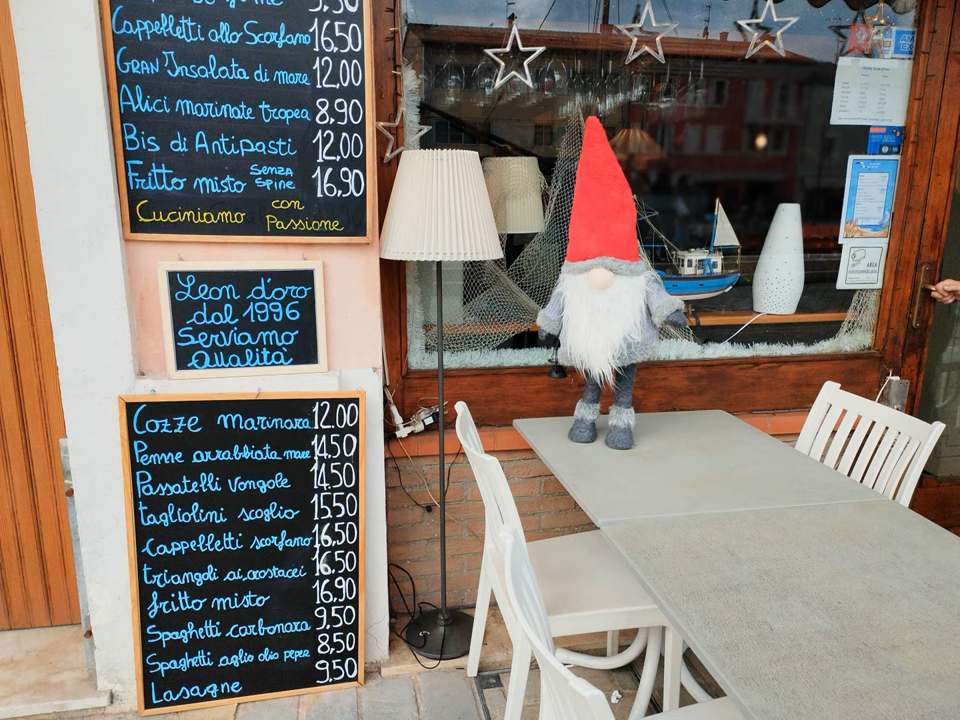 Cappelletti allo Scorfano 16,50
GRAN Insalata di mare 12,00
Alici marinate tropea 8,90
Bis di Antipasti 12,00
Fritto misto SENZA SPINE 16,90
Cuciniamo con Passione
Leon d'oro
dal 1996
Serviamo
qualità
Cozze marinara 12.00
Penne arrabbiata mare 14.50
Passatelli vongole 14.50
tagliolini scoglio 15.50
cappelletti scorfano 16.50
triangoli ai crostacei 16.50
fritto misto 16.90
Spaghetti carbonara 9,50
Spaghetti aglio olio peper 8,50
Lasagne 9,50
AREA